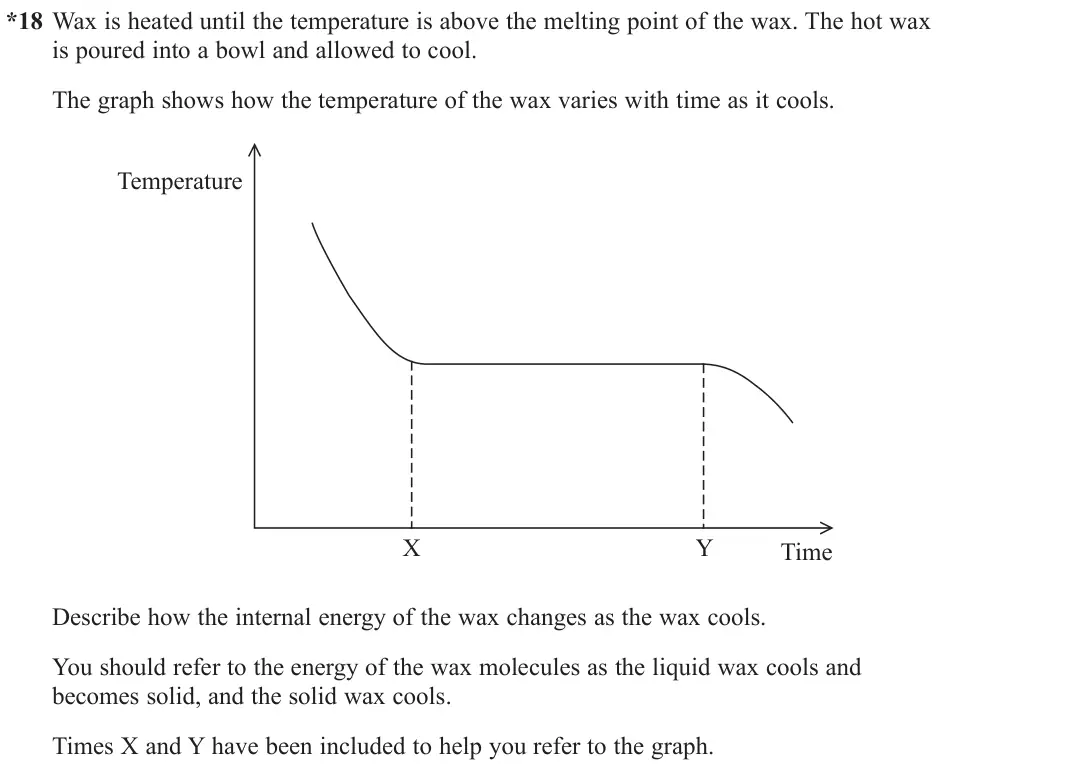 *18 Wax is heated until the temperature is above the melting point of the wax. The hot wax
is poured into a bowl and allowed to cool.
The graph shows how the temperature of the wax varies with time as it cools.
Temperature
X
Y
Time
Describe how the internal energy of the wax changes as the wax cools.
You should refer to the energy of the wax molecules as the liquid wax cools and
becomes solid, and the solid wax cools.
Times X and Y have been included to help you refer to the graph.